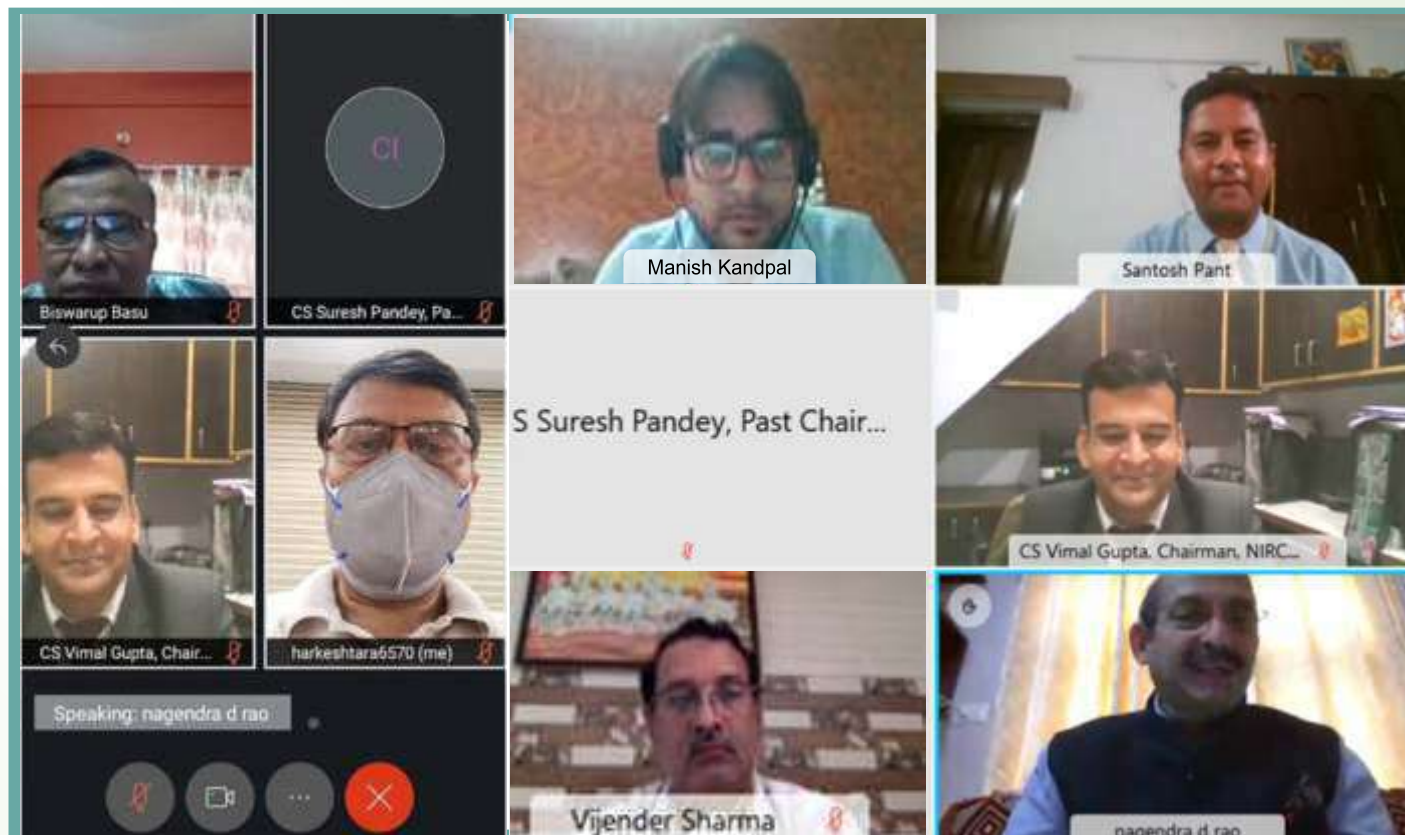 Biswarup Basu
CI
CS Suresh Pandey, Pa...
CS Vimal Gupta, Chair...
harkeshtara6570 (me)
Speaking: nagendra d rao
Manish Kandpal
Santosh Pant
S Suresh Pandey, Past Chair...
CS Vimal Gupta, Chairman, NIRC...
Vijender Sharma
nagendra d rao